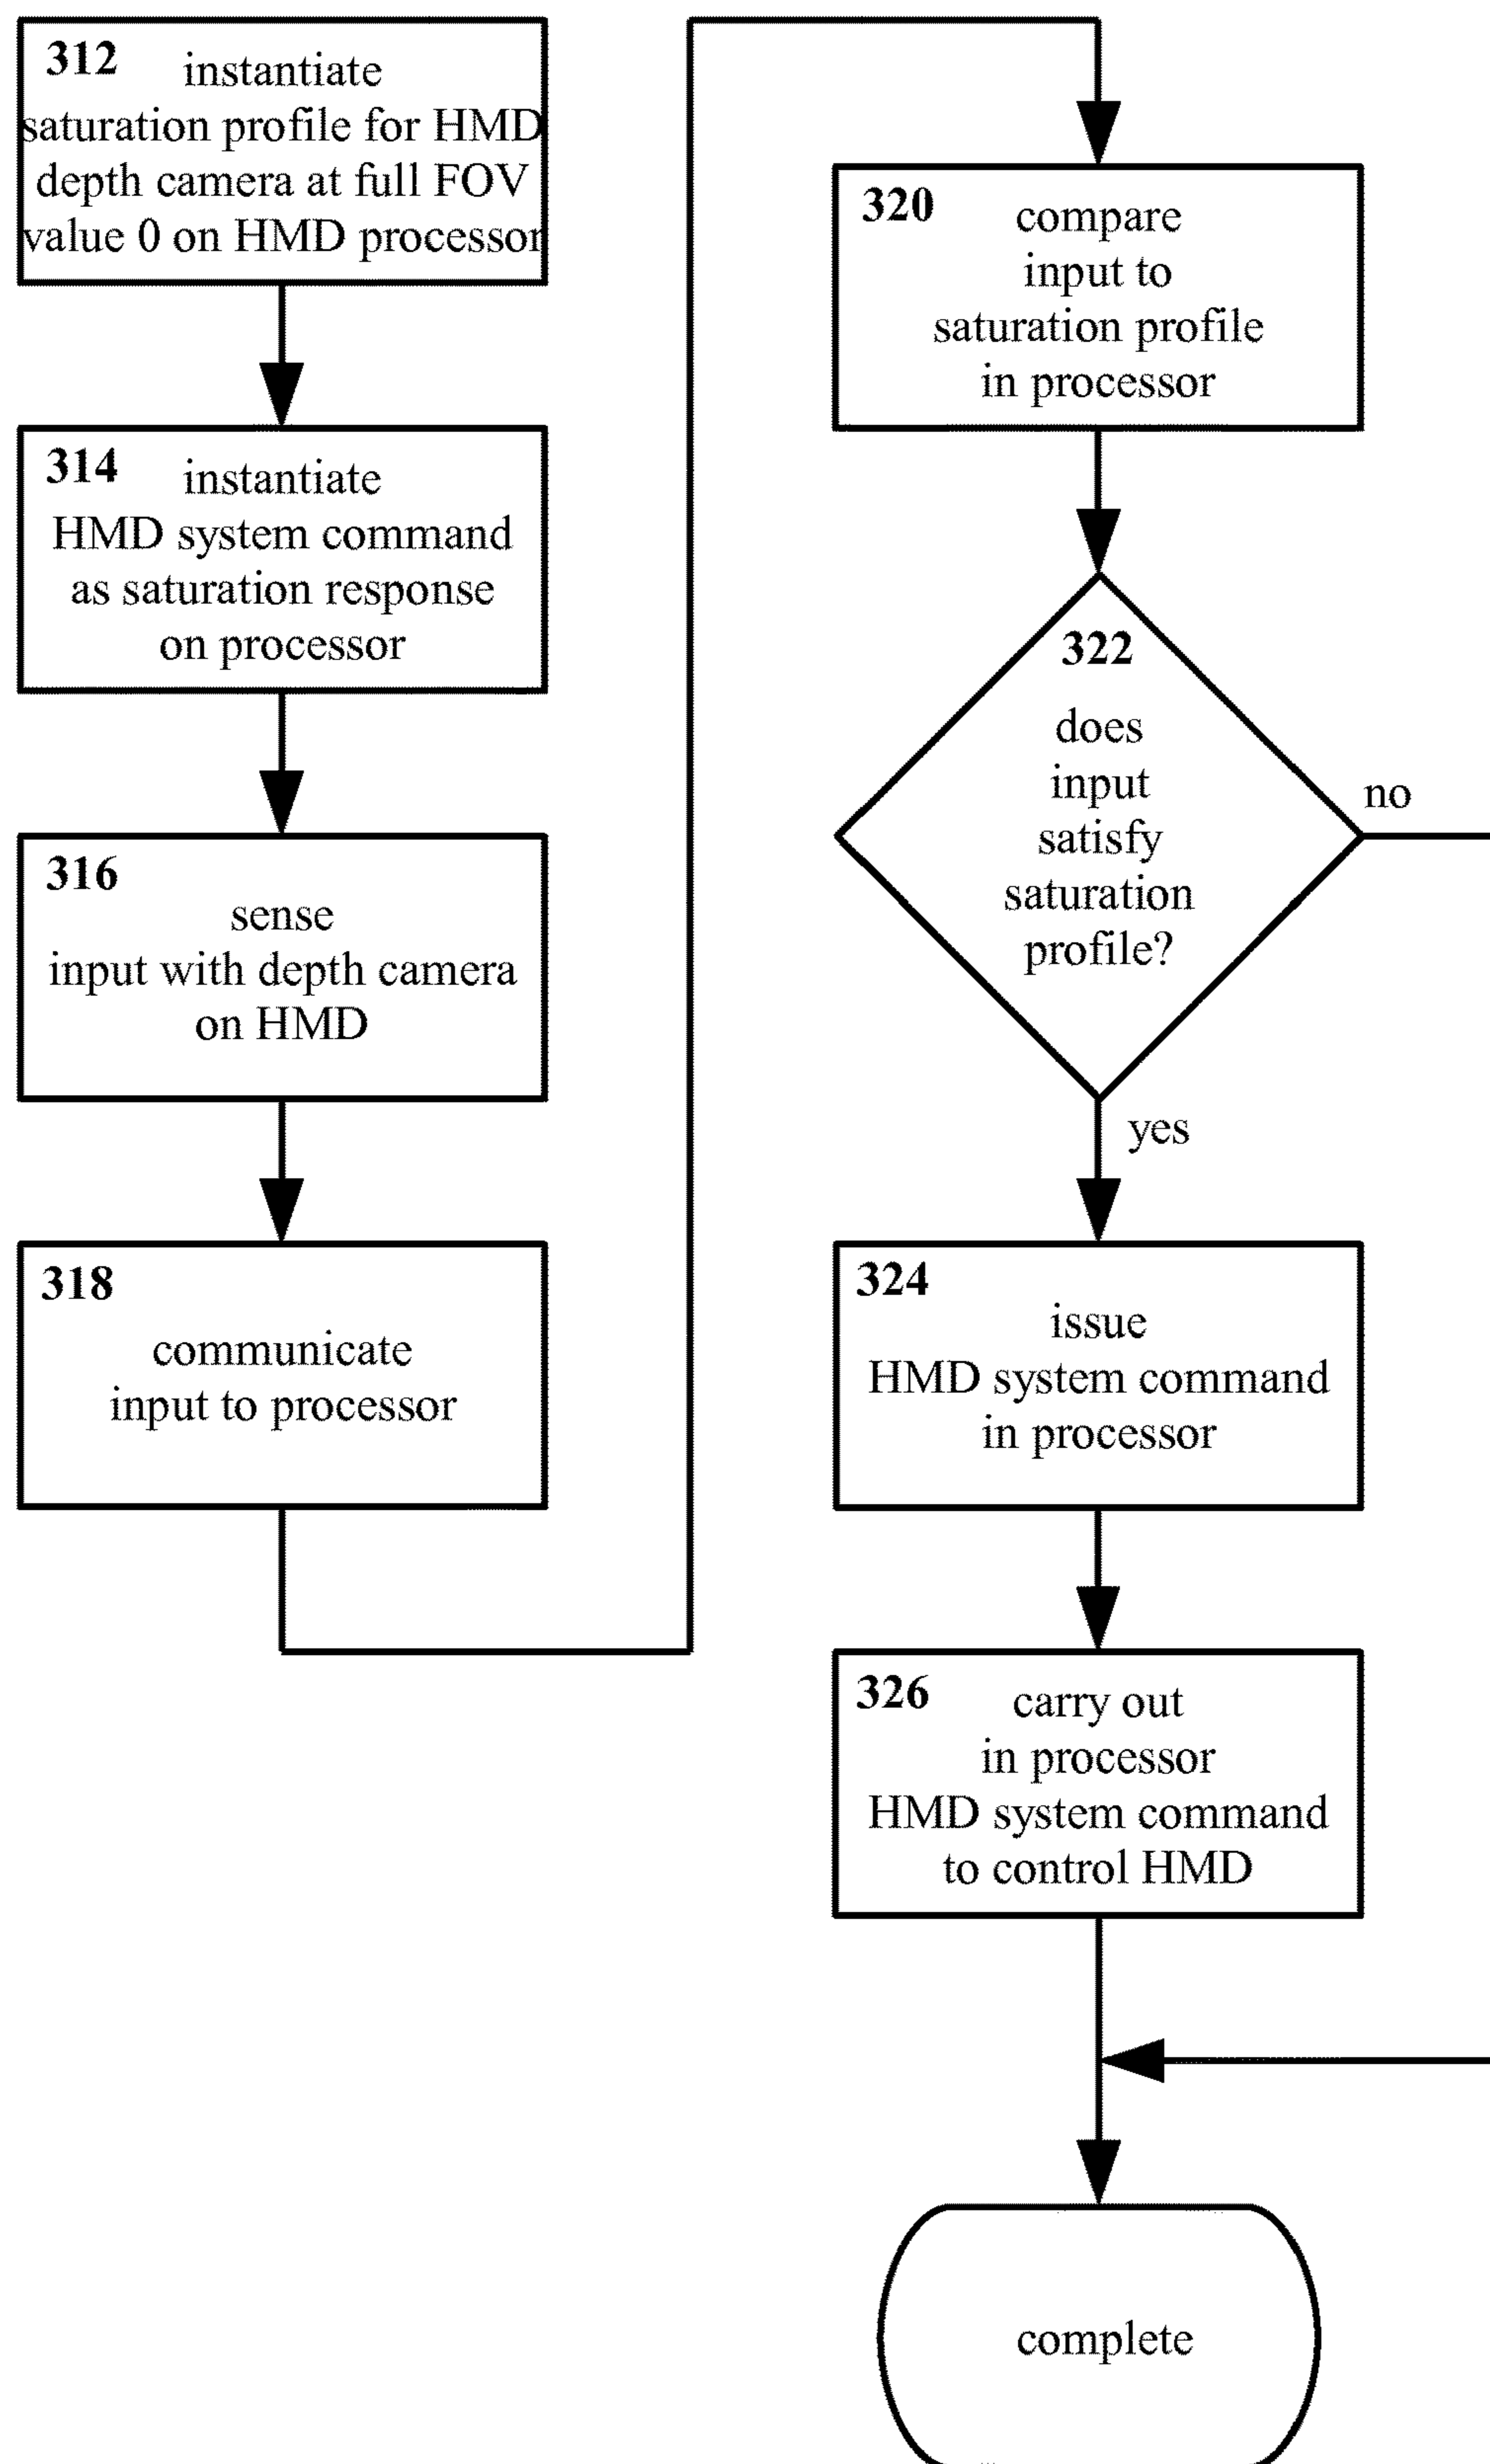 312 instantiate
saturation profile for HMD
depth camera at full FOV
value 0 on HMD processor
314 instantiate
HMD system command
as saturation response
on processor
316
sense
input with depth camera
on HMD
318
communicate
input to processor
320 compare
input to
saturation profile
in processor
322
does
input
satisfy
saturation
profile?
no
yes
324
issue
HMD system command
in processor
326 carry out
in processor
HMD system command
to control HMD
complete